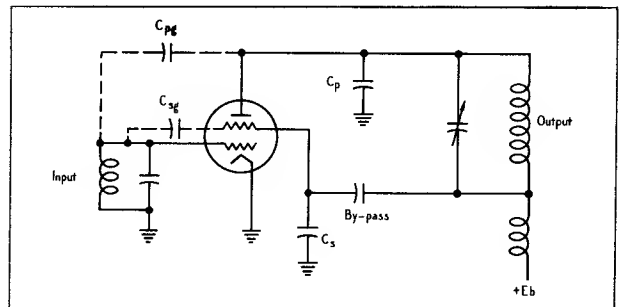 Cpg
Csg
Cp
Output
Input
By-pass
Cs
+Eb